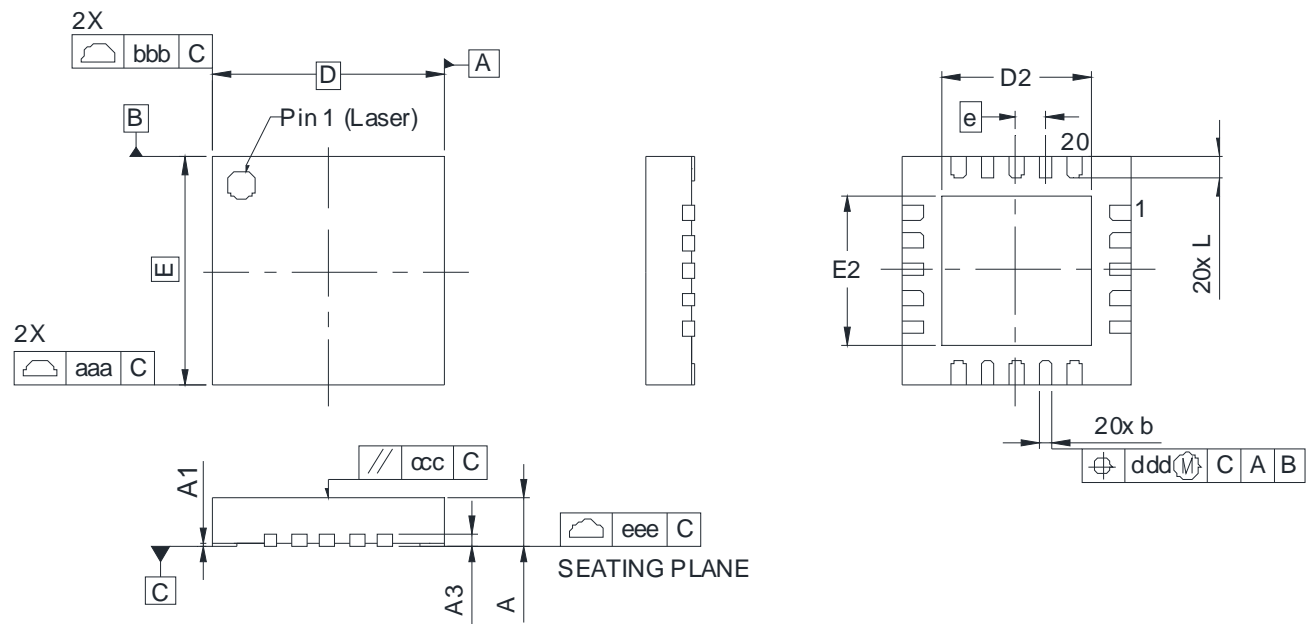 2X
bbb C
D
A
B
Pin 1 (Laser)
E
2X
aaa C
D2
e
20
1
E2
20x L
20x b
ddd M C A B
// ccc C
A1
eee C
SEATING PLANE
C
A3
A